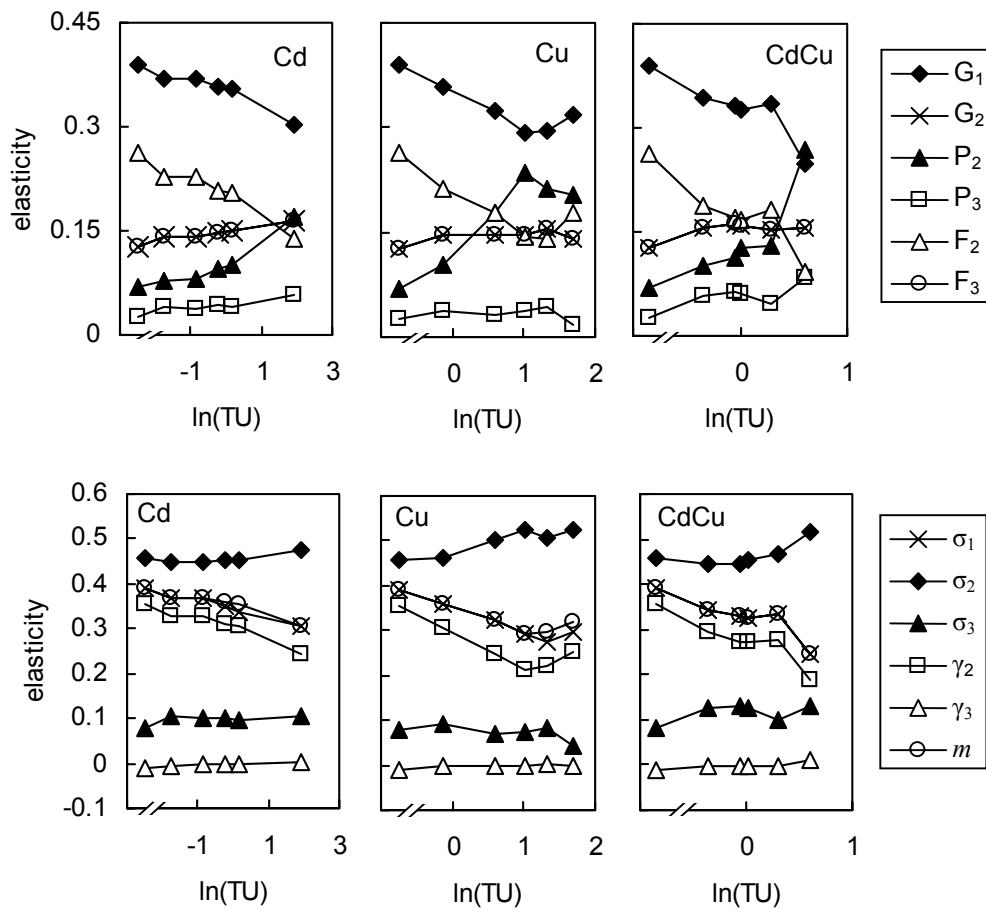 0.45
0.3
0.15
0
elasticity
Cd
Cu
CdCu
-1 1 3
0 1 2
0 1
ln(TU)
ln(TU)
ln(TU)
G₁
G₂
P₂
P₃
F₂
F₃
0.6
0.5
0.4
0.3
0.2
0.1
0
-0.1
elasticity
Cd
Cu
CdCu
-1 1 3
0 1 2
0 1
ln(TU)
ln(TU)
ln(TU)
σ₁
σ₂
σ₃
γ₂
γ₃
m